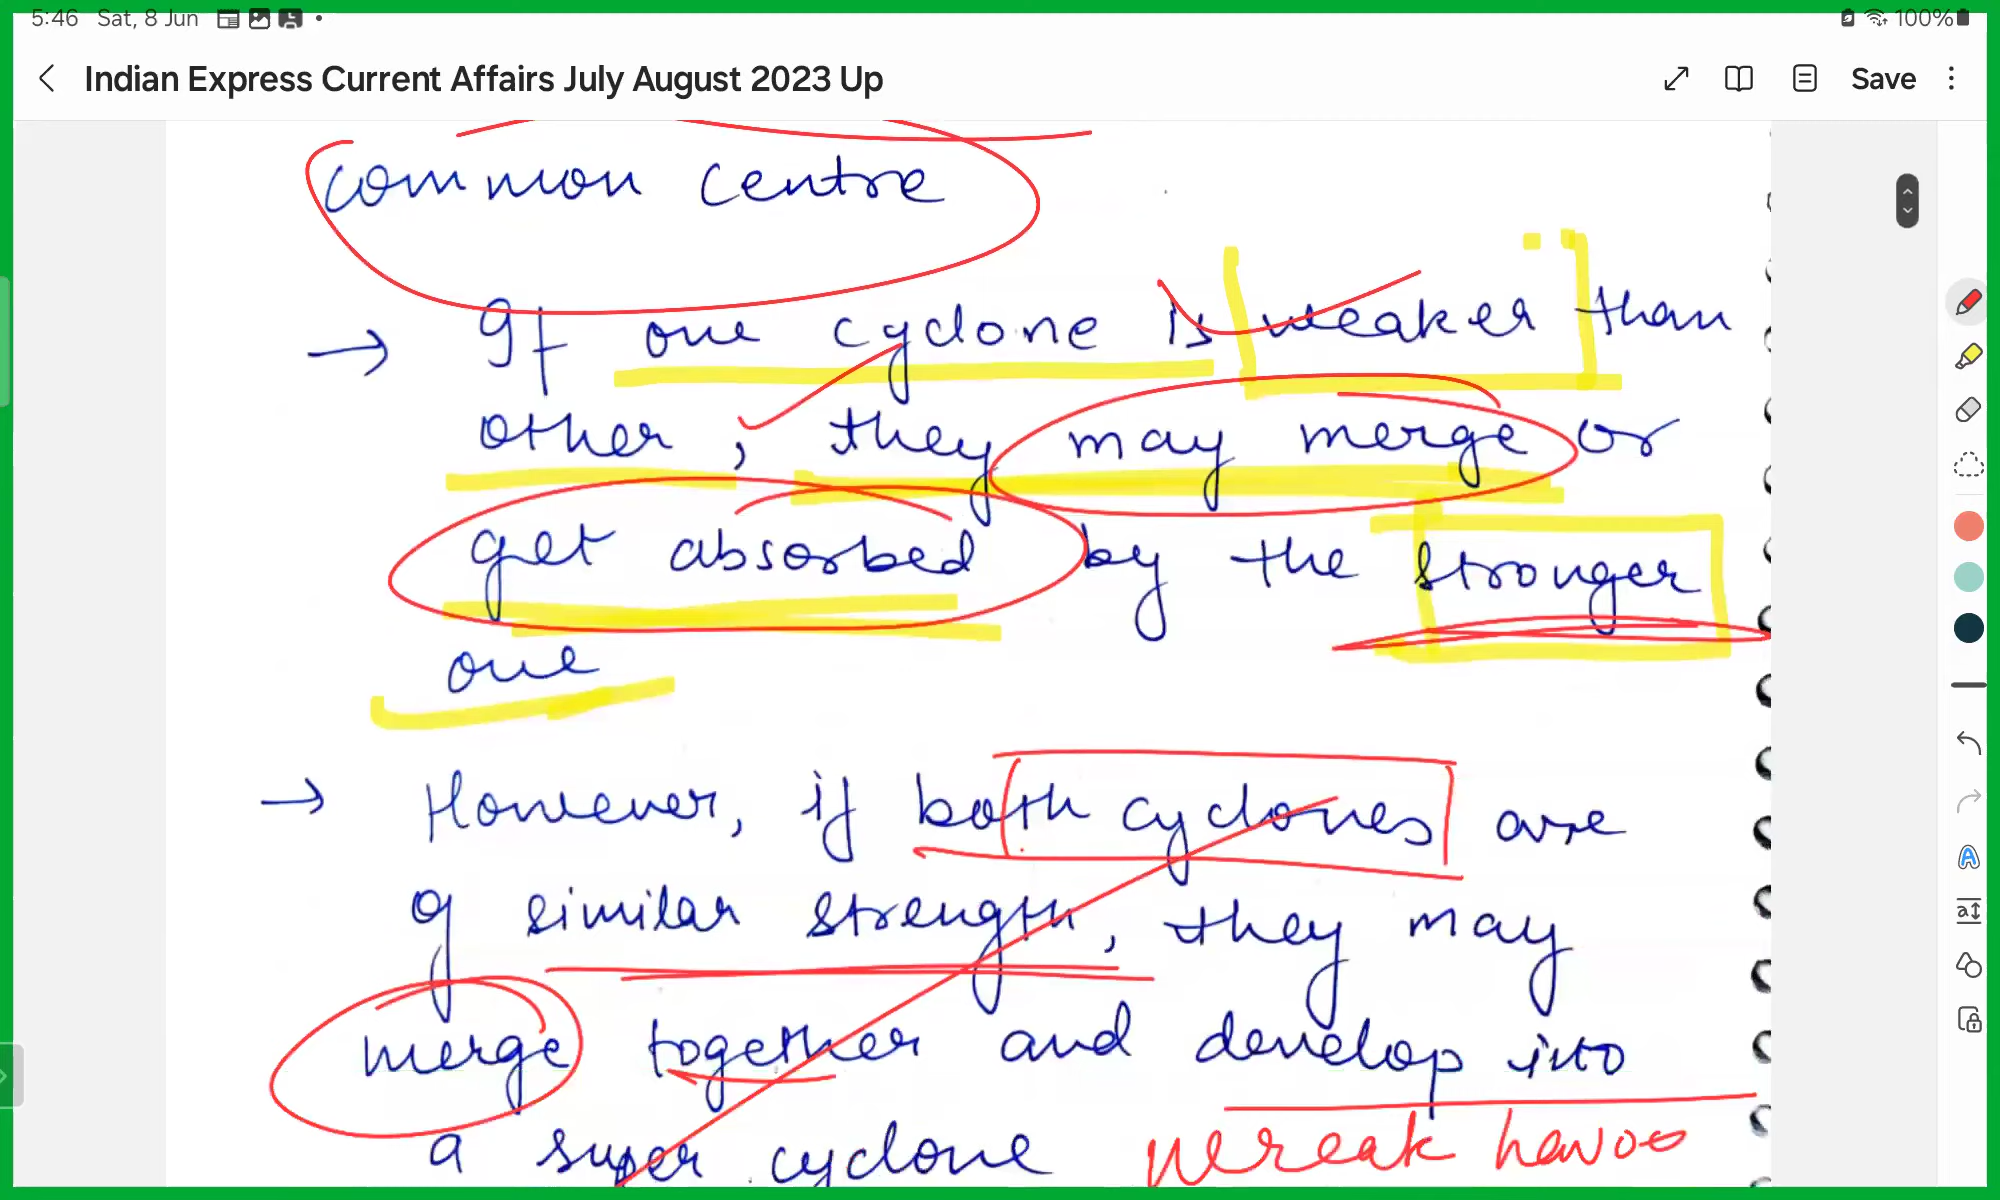 5:46 Sat, 8 Jun 100%
Indian Express Current Affairs July August 2023 Up Save
common centre
→ If one cyclone is weaker than
other, they may merge or
get absorbed by the stronger
one
→ However, if both cyclones are
of similar strength, they may
merge together and develop into
a super cyclone wreak havoc